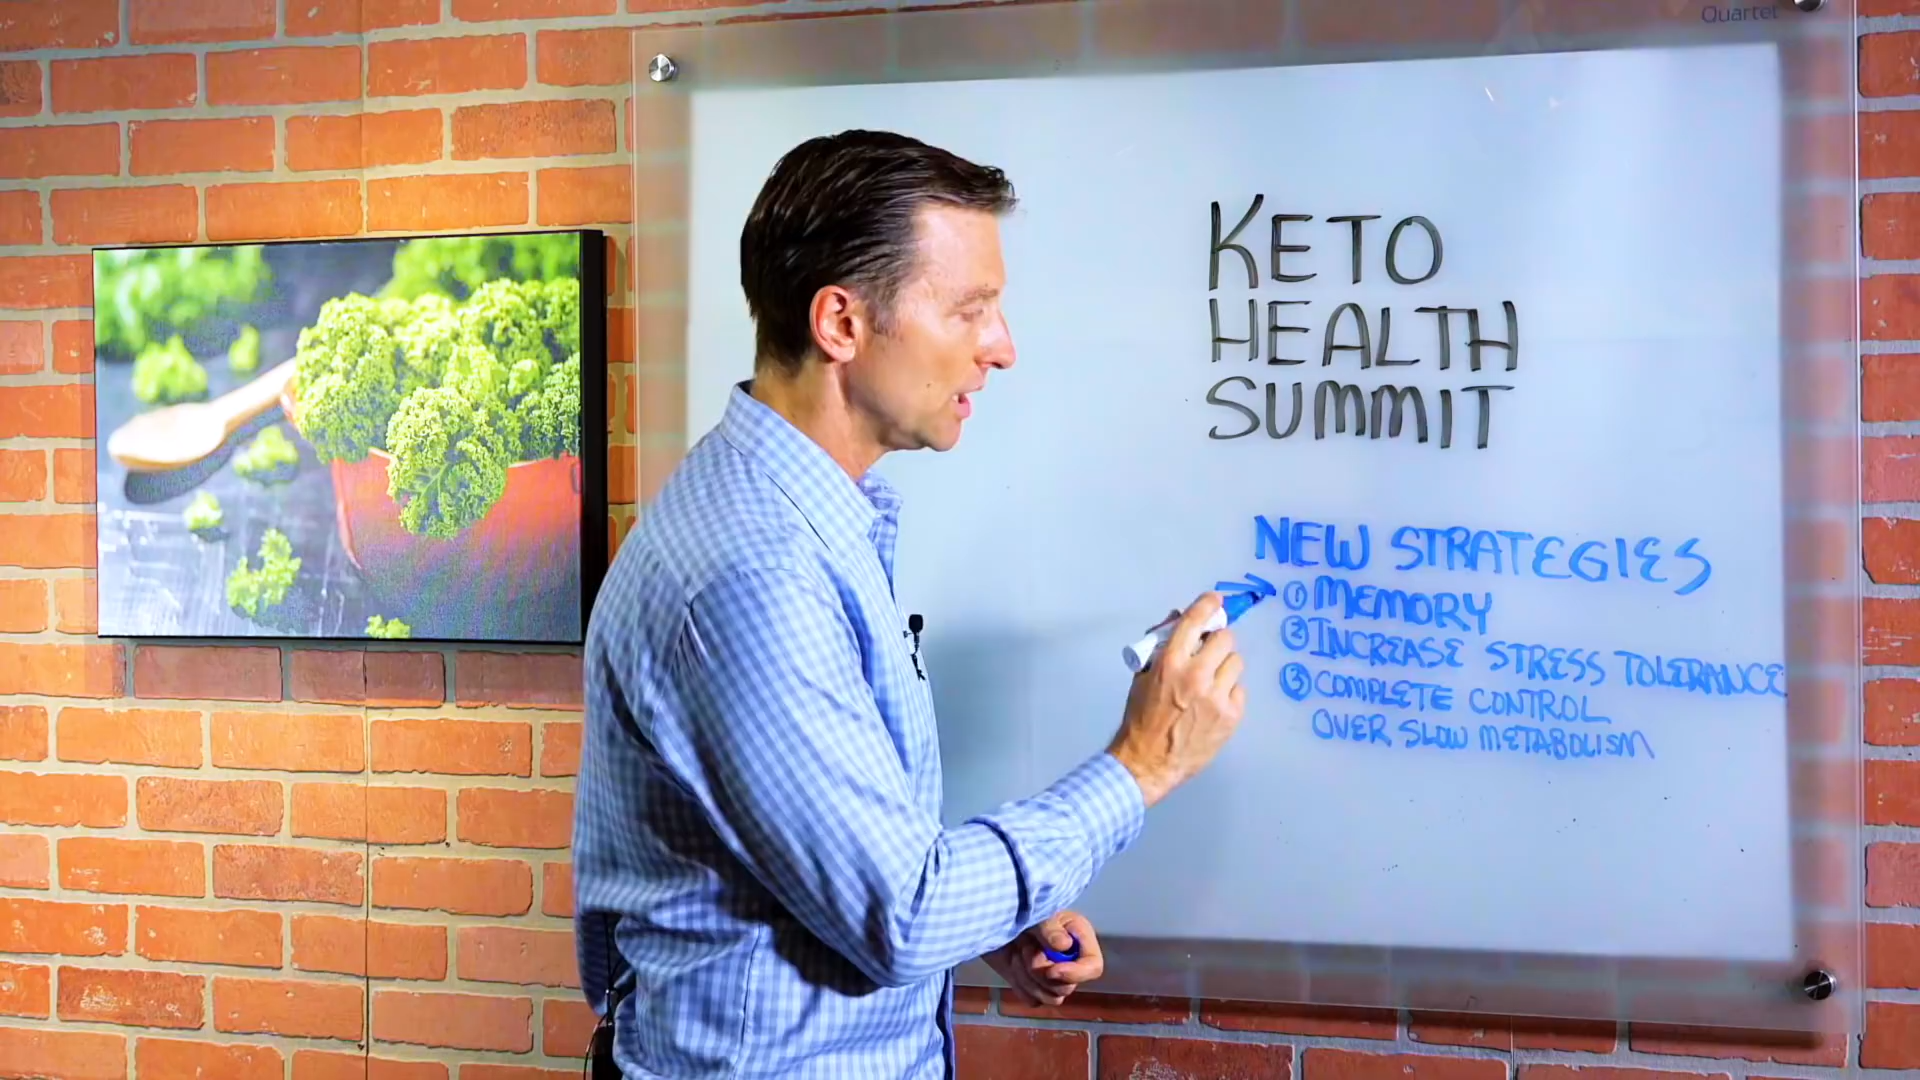 Quartet
KETO
HEALTH
SUMMIT
NEW STRATEGIES
① MEMORY
② INCREASE STRESS TOLERANCE
③ COMPLETE CONTROL
OVER SLOW METABOLISM